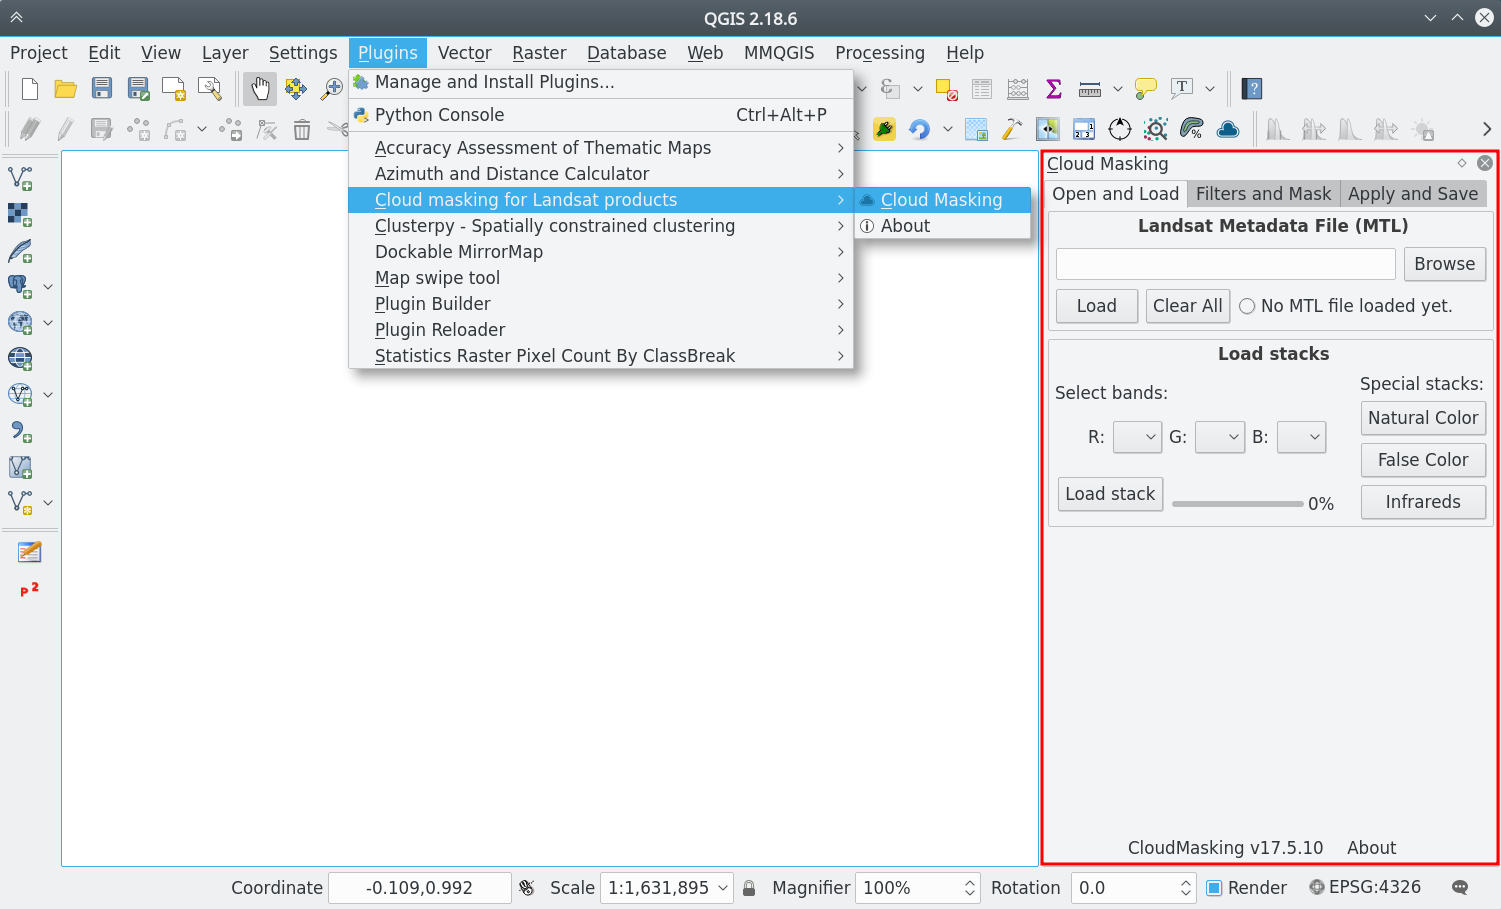 QGIS 2.18.6
Project Edit View Layer Settings Plugins Vector Raster Database Web MMQGIS Processing Help
Manage and Install Plugins...
Python Console Ctrl+Alt+P
Accuracy Assessment of Thematic Maps
Azimuth and Distance Calculator
Cloud masking for Landsat products
Clusterpy - Spatially constrained clustering
Dockable MirrorMap
Map swipe tool
Plugin Builder
Plugin Reloader
Statistics Raster Pixel Count By ClassBreak
Cloud Masking
About
Cloud Masking
Open and Load Filters and Mask Apply and Save
Landsat Metadata File (MTL)
Browse
Load Clear All No MTL file loaded yet.
Load stacks
Select bands:
Special stacks:
Natural Color
R: G: B:
False Color
Load stack 0%
Infrareds
CloudMasking v17.5.10 About
P 2
Coordinate -0.109,0.992 Scale 1:1,631,895 Magnifier 100% Rotation 0.0 Render EPSG:4326